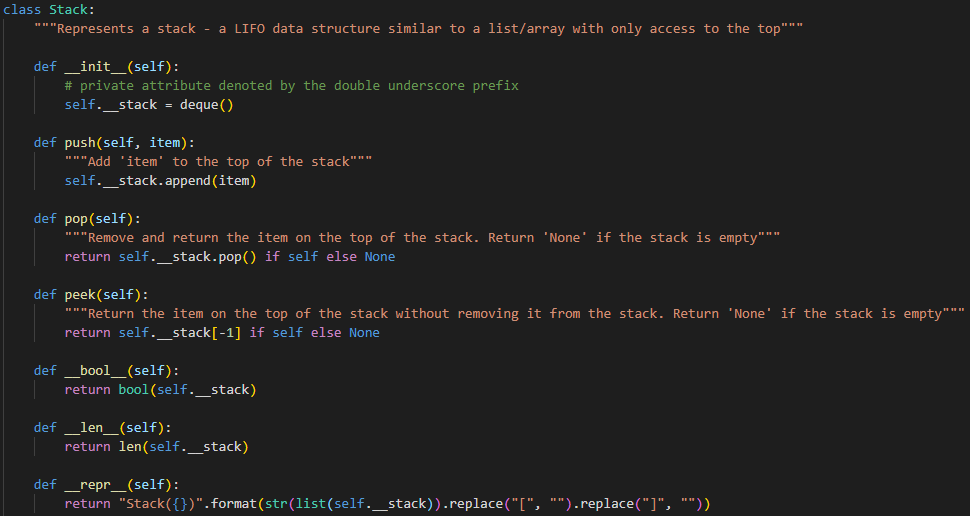 class Stack:
    """Represents a stack - a LIFO data structure similar to a list/array with only access to the top"""

    def __init__(self):
        # private attribute denoted by the double underscore prefix
        self.__stack = deque()

    def push(self, item):
        """Add 'item' to the top of the stack"""
        self.__stack.append(item)

    def pop(self):
        """Remove and return the item on the top of the stack. Return 'None' if the stack is empty"""
        return self.__stack.pop() if self else None

    def peek(self):
        """Return the item on the top of the stack without removing it from the stack. Return 'None' if the stack is empty"""
        return self.__stack[-1] if self else None

    def __bool__(self):
        return bool(self.__stack)

    def __len__(self):
        return len(self.__stack)

    def __repr__(self):
        return "Stack({})".format(str(list(self.__stack)).replace("[", "").replace("]", ""))